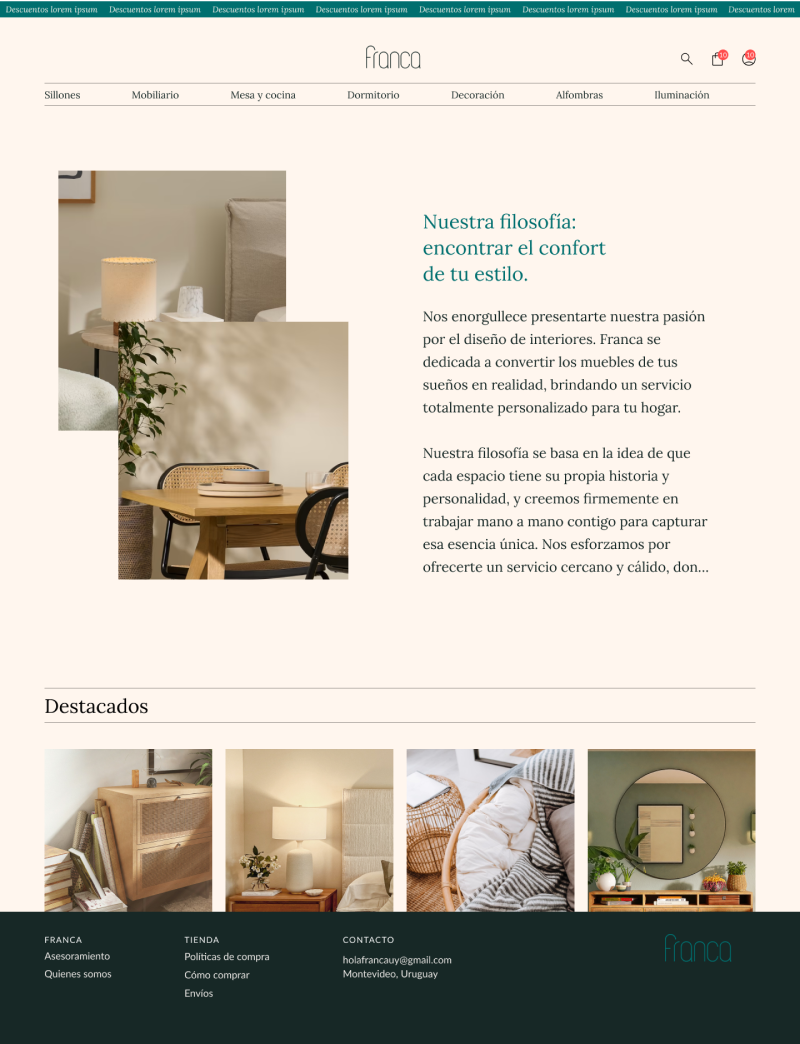 Descuentos lorem ipsum Descuentos lorem ipsum Descuentos lorem ipsum Descuentos lorem ipsum Descuentos lorem ipsum Descuentos lorem ipsum Descuentos lorem ipsum Descuentos lorem ipsum
franca
10 10
Sillones Mobiliario Mesa y cocina Dormitorio Decoración Alfombras Iluminación
Nuestra filosofía:
encontrar el confort
de tu estilo.
Nos enorgullece presentarte nuestra pasión
por el diseño de interiores. Franca se
dedicada a convertir los muebles de tus
sueños en realidad, brindando un servicio
totalmente personalizado para tu hogar.
Nuestra filosofía se basa en la idea de que
cada espacio tiene su propia historia y
personalidad, y creemos firmemente en
trabajar mano a mano contigo para capturar
esa esencia única. Nos esforzamos por
ofrecerte un servicio cercano y cálido, don...
Destacados
FRANCA
Asesoramiento
Quienes somos
TIENDA
Políticas de compra
Cómo comprar
Envíos
CONTACTO
holafrancauy@gmail.com
Montevideo, Uruguay
franca